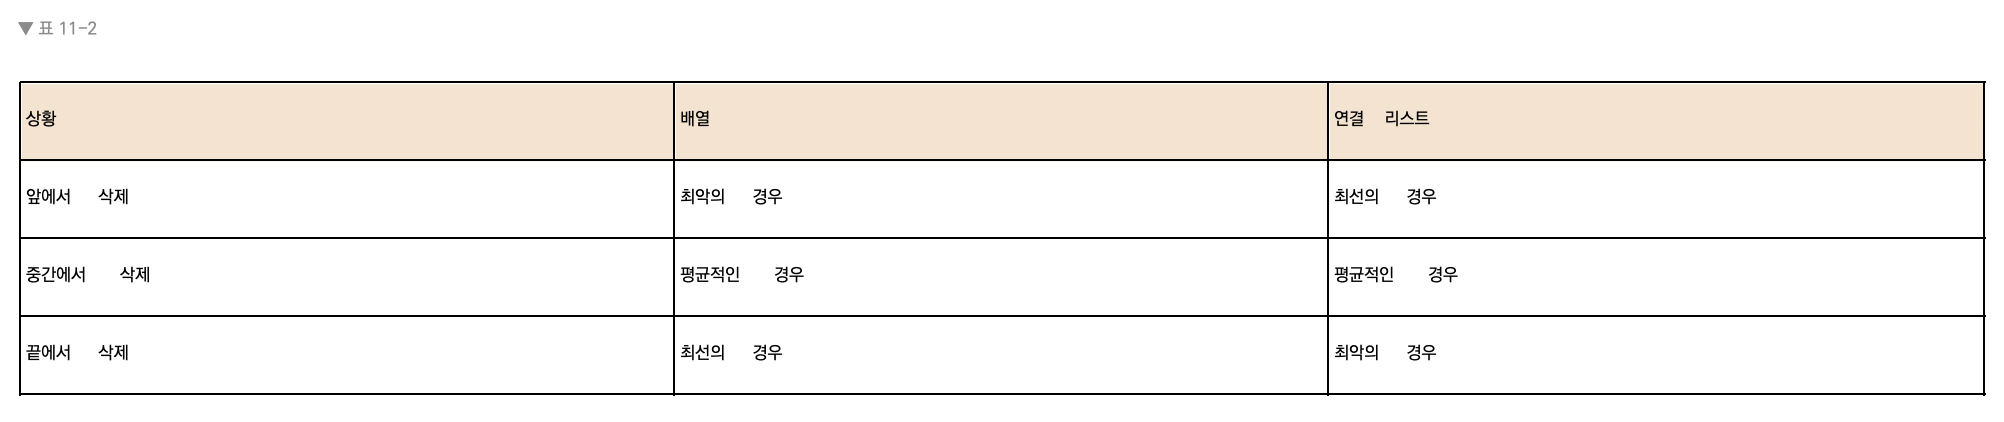 ▼ 표 11-2
상황 배열 연결 리스트
앞에서 삭제 최악의 경우 최선의 경우
중간에서 삭제 평균적인 경우 평균적인 경우
끝에서 삭제 최선의 경우 최악의 경우